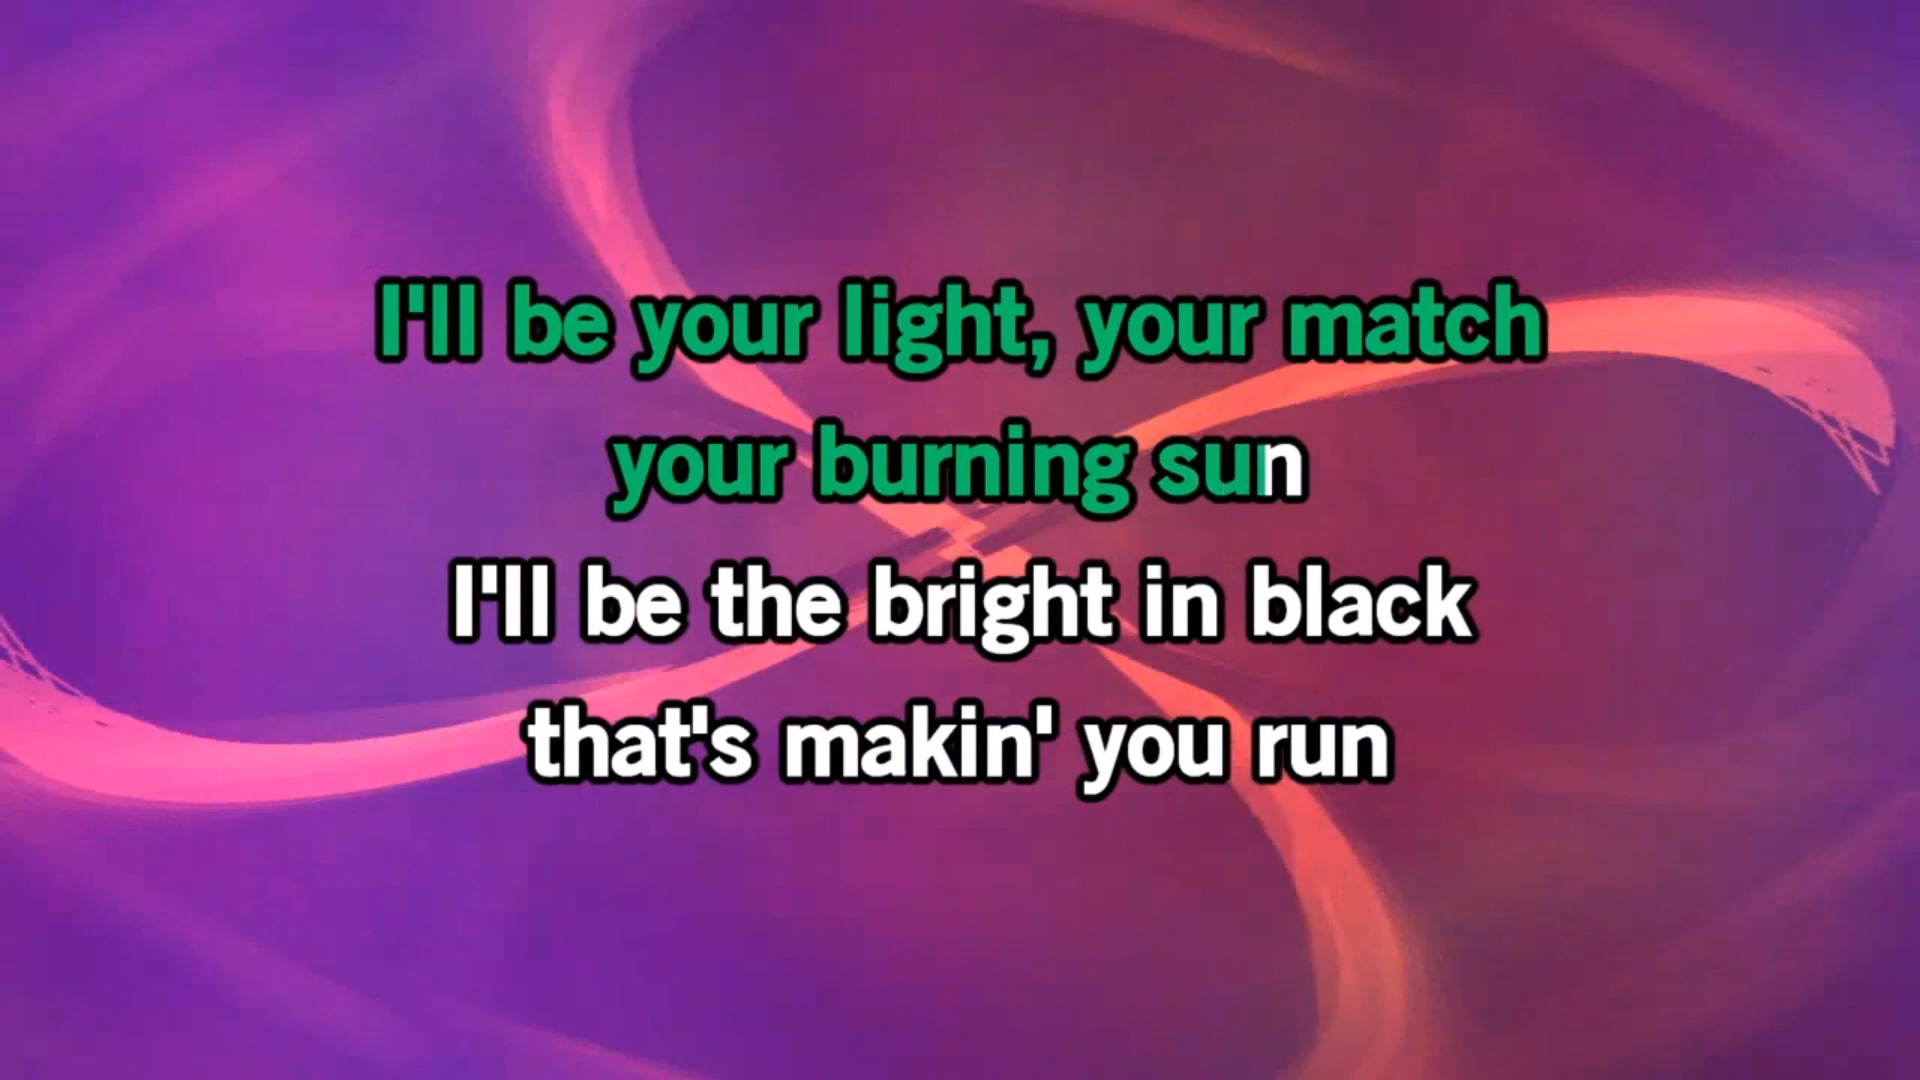 I'll be your light, your match
your burning sun
I'll be the bright in black
that's makin' you run